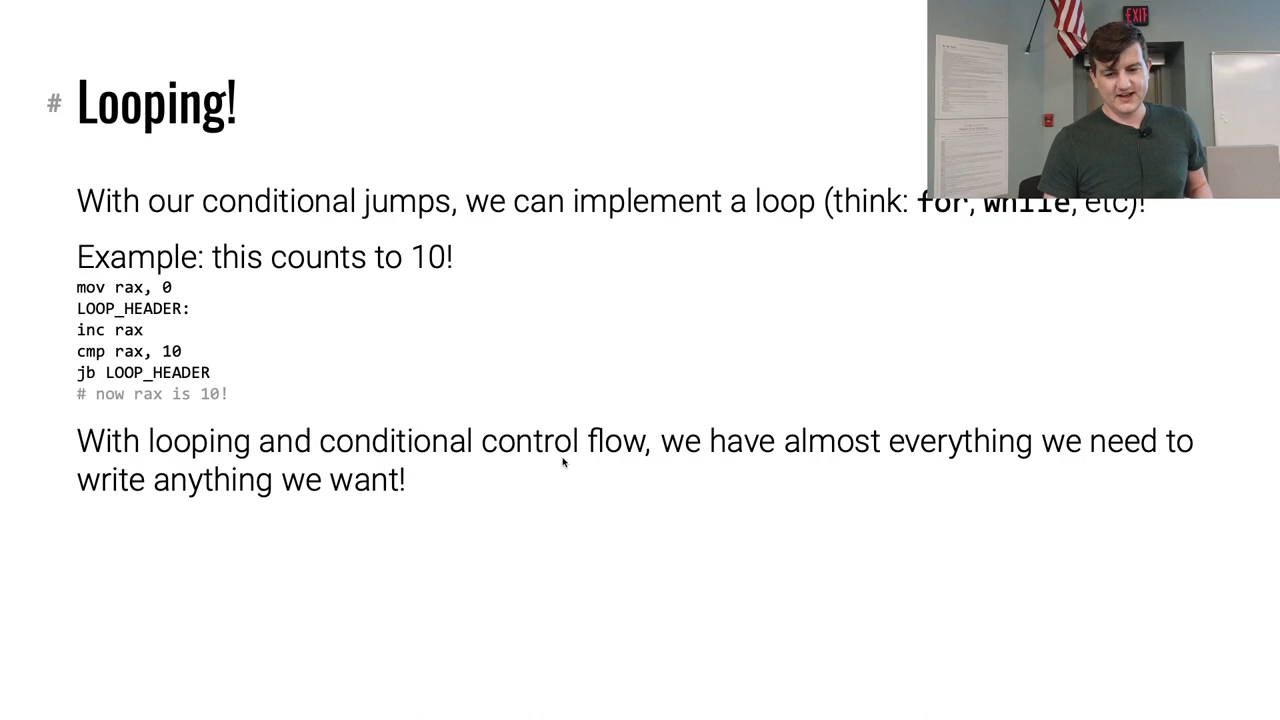 # Looping!
EXIT
With our conditional jumps, we can implement a loop (think: for, while, etc)!
Example: this counts to 10!
mov rax, 0
LOOP_HEADER:
inc rax
cmp rax, 10
jb LOOP_HEADER
# now rax is 10!
With looping and conditional control flow, we have almost everything we need to
write anything we want!